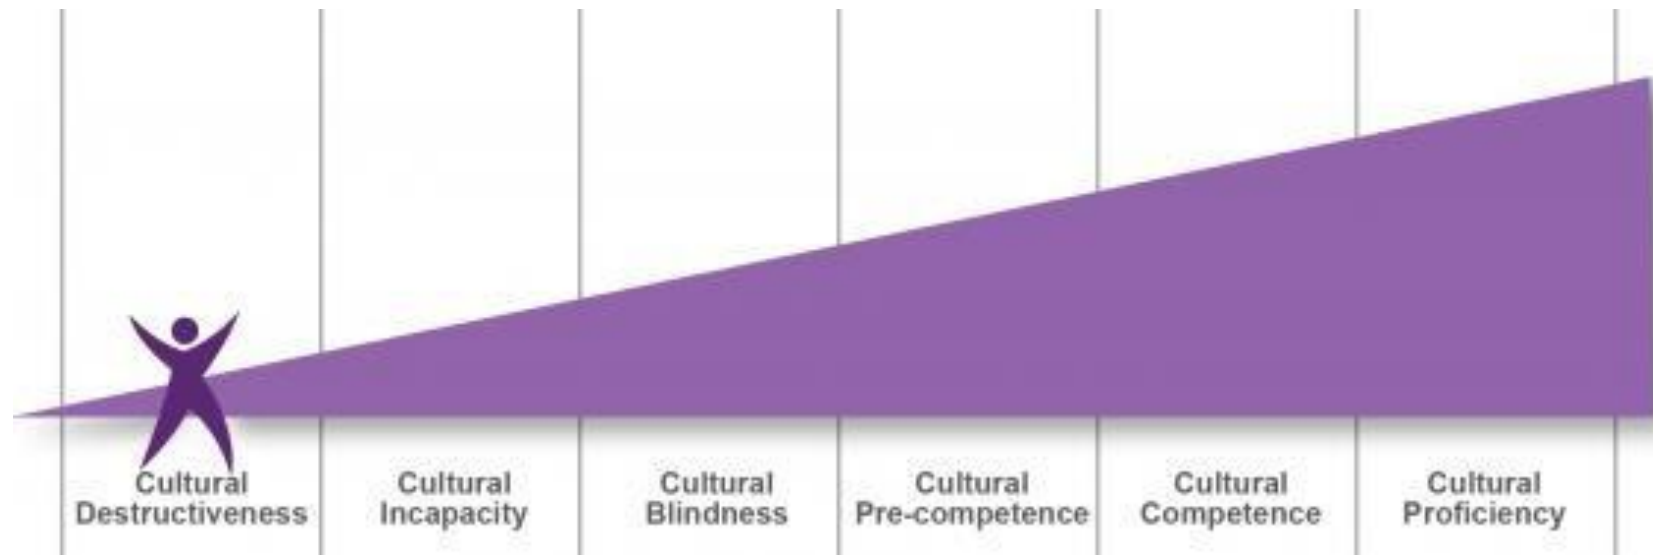 Cultural
Destructiveness
Cultural
Incapacity
Cultural
Blindness
Cultural
Pre-competence
Cultural
Competence
Cultural
Proficiency